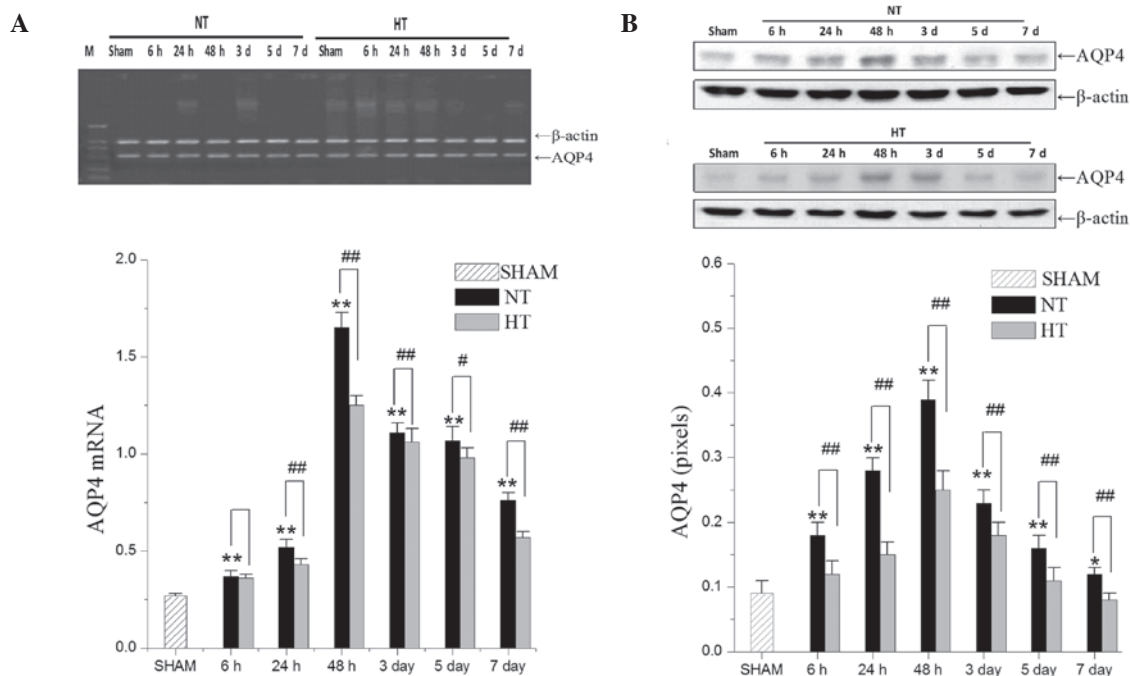 A
NT HT
M Sham 6 h 24 h 48 h 3 d 5 d 7 d Sham 6 h 24 h 48 h 3 d 5 d 7 d
←β-actin
←AQP4
2.0
1.5
1.0
0.5
0.0
AQP4 mRNA
SHAM
NT
HT
** ** ** ** ** **
## ## ## # ##
SHAM 6 h 24 h 48 h 3 day 5 day 7 day
B
NT
Sham 6 h 24 h 48 h 3 d 5 d 7 d
←AQP4
←β-actin
HT
Sham 6 h 24 h 48 h 3 d 5 d 7 d
←AQP4
←β-actin
0.6
0.5
0.4
0.3
0.2
0.1
0.0
AQP4 (pixels)
SHAM
NT
HT
** ** ** ** ** *
## ## ## ## ## ##
SHAM 6 h 24 h 48 h 3 day 5 day 7 day